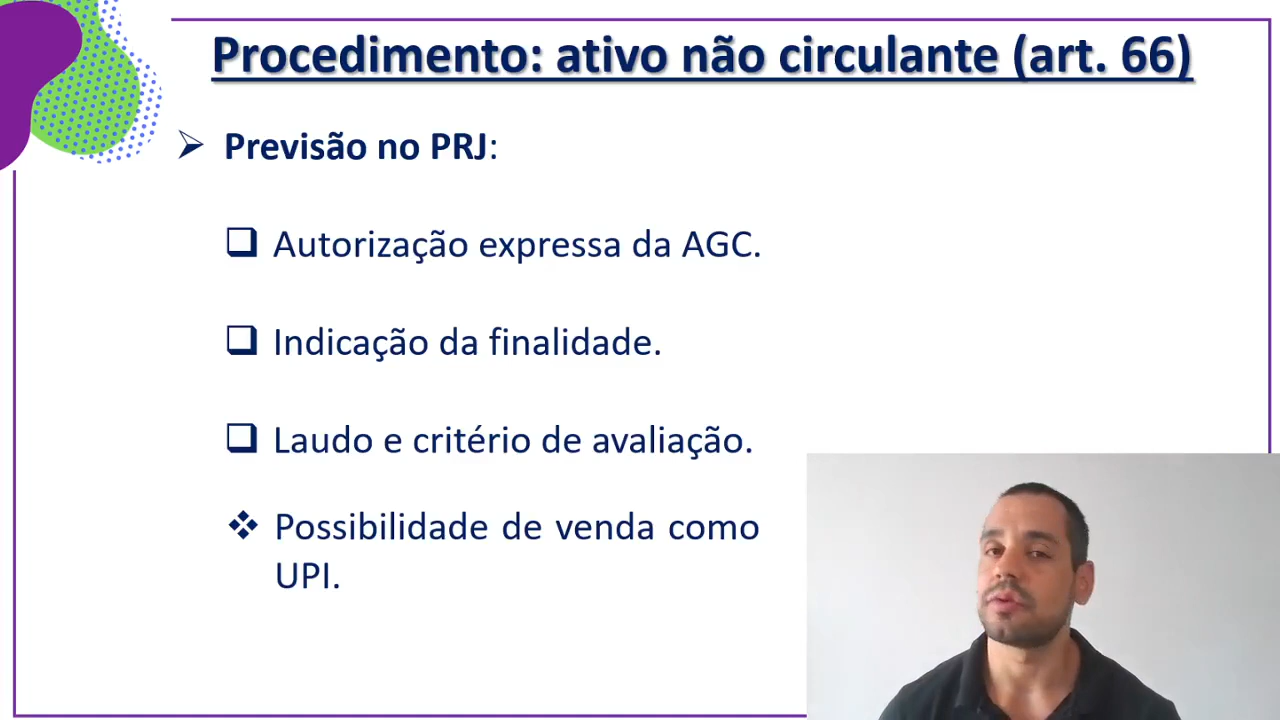 Procedimento: ativo não circulante (art. 66)
Previsão no PRJ:
Autorização expressa da AGC.
Indicação da finalidade.
Laudo e critério de avaliação.
Possibilidade de venda como
UPI.